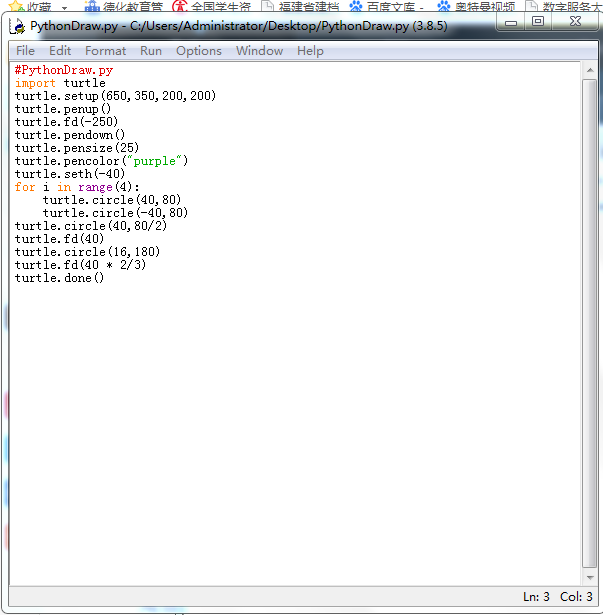 收藏 德化教育管 全国学生资 福建省建档 百度文库 - 奥特曼视频 数字服务大
PythonDraw.py - C:/Users/Administrator/Desktop/PythonDraw.py (3.8.5)
File Edit Format Run Options Window Help
#PythonDraw.py
import turtle
turtle.setup(650,350,200,200)
turtle.penup()
turtle.fd(-250)
turtle.pendown()
turtle.pensize(25)
turtle.pencolor("purple")
turtle.seth(-40)
for i in range(4):
    turtle.circle(40,80)
    turtle.circle(-40,80)
turtle.circle(40,80/2)
turtle.fd(40)
turtle.circle(16,180)
turtle.fd(40 * 2/3)
turtle.done()
Ln: 3 Col: 3